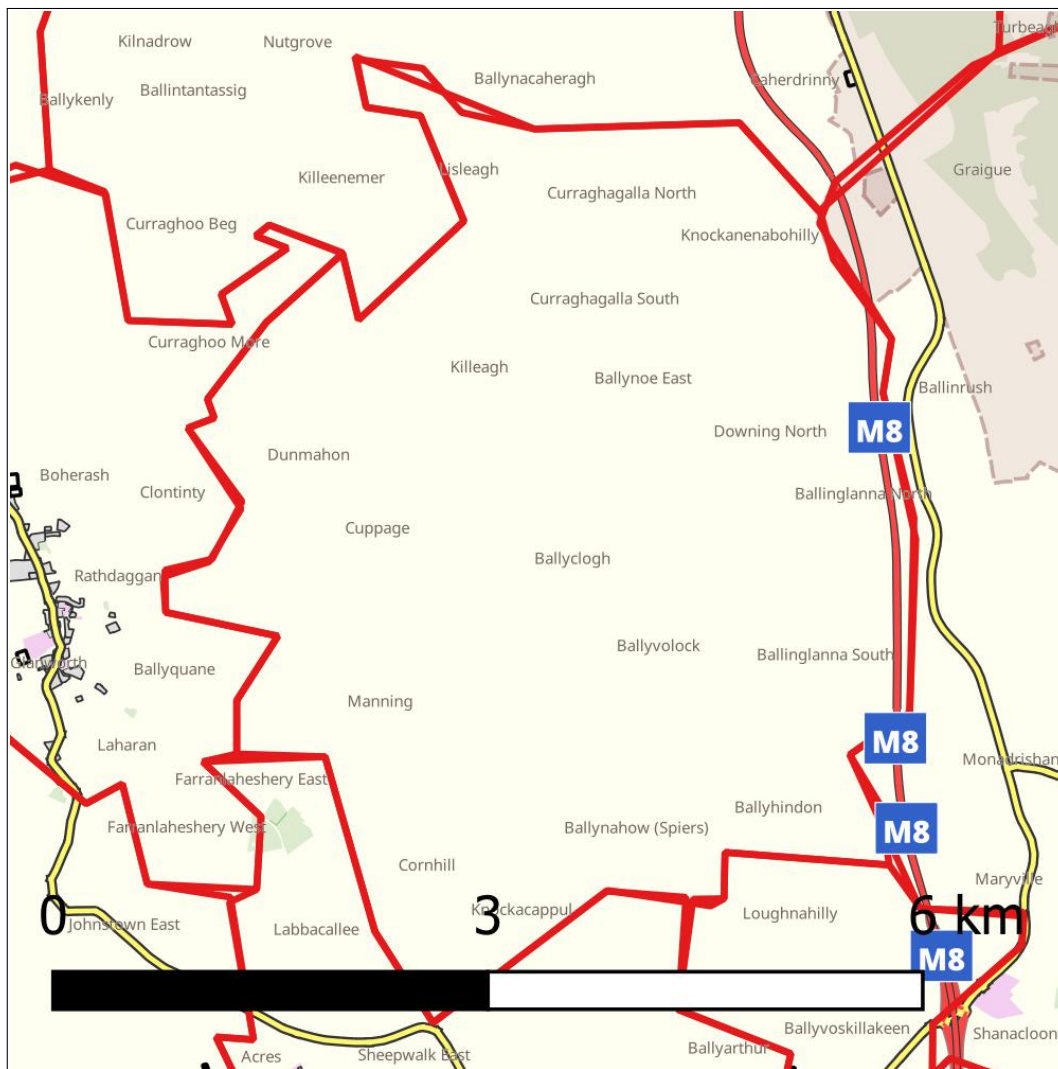 Kilnadrow
Nutgrove
Turbeagh
Ballynacaheragh
Caherdrinny
Ballintantassig
Ballykenly
Lisleagh
Graigue
Killeenemer
Curraghagalla North
Curraghoo Beg
Knockanenabohilly
Curraghagalla South
Curraghoo More
Killeagh
Ballynoe East
Ballinrush
M8
Downing North
Dunmahon
Boherash
Clontinty
Ballinglanna North
Cuppage
Ballyclogh
Rathdaggan
Ballyvolock
Ballinglanna South
Glanworth
Ballyquane
Manning
M8
Laharan
Monadrishan
Farranlaheshery East
Ballyhindon
Farranlaheshery West
Ballynahow (Spiers)
M8
Cornhill
Maryville
0
3
6 km
Knockacappul
Loughnahilly
Johnstown East
Labbacallee
M8
Ballyvoskillakeen
Shanacloon
Acres
Sheepwalk East
Ballyarthur